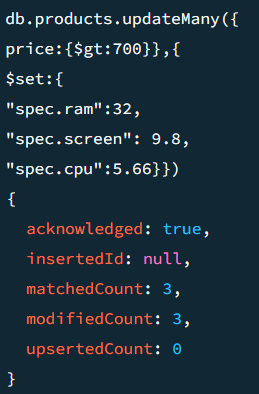 db.products.updateMany({
price:{$gt:700}},{
$set:{
"spec.ram":32,
"spec.screen": 9.8,
"spec.cpu":5.66}})
{
  acknowledged: true,
  insertedId: null,
  matchedCount: 3,
  modifiedCount: 3,
  upsertedCount: 0
}